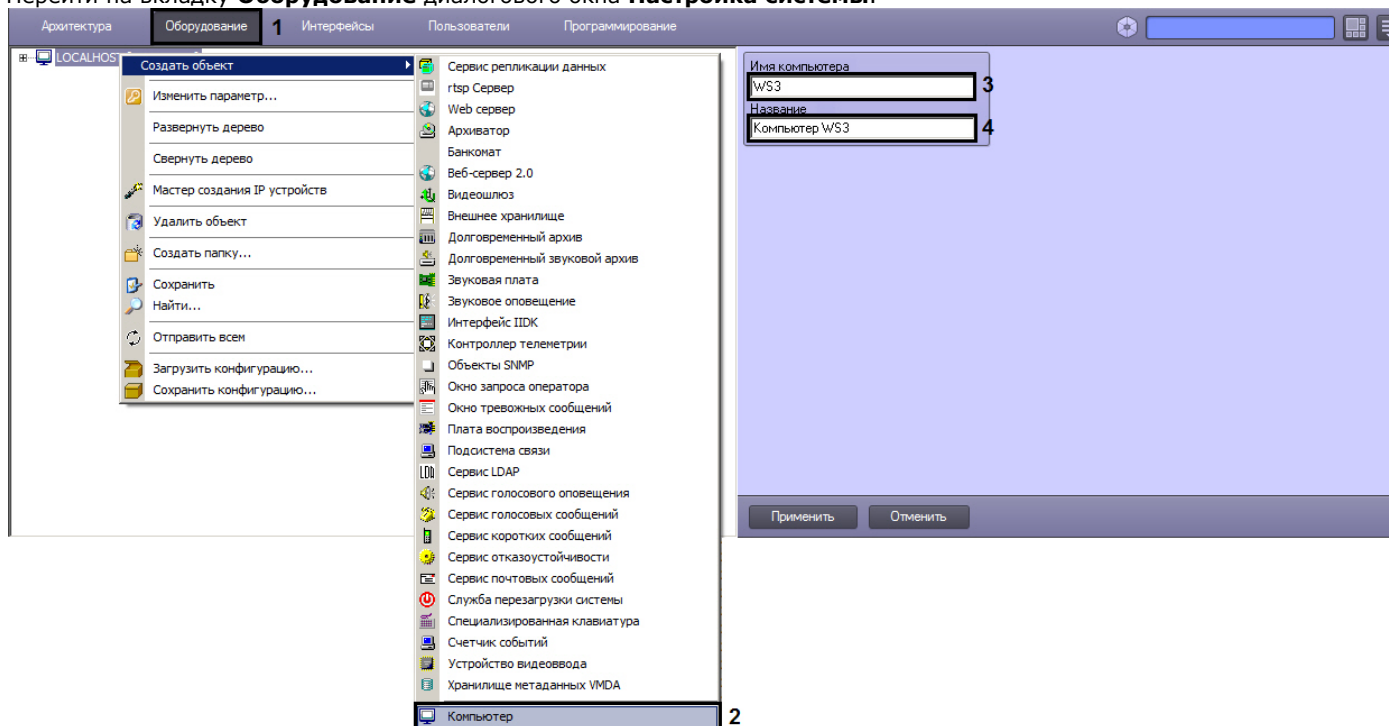 Перейти на вкладку Оборудование диалогового окна Настройка системы.
Архитектура Оборудование 1 Интерфейсы Пользователи Программирование
LOCALHOST
Создать объект
Изменить параметр...
Развернуть дерево
Свернуть дерево
Мастер создания IP устройств
Удалить объект
Создать папку...
Сохранить
Найти...
Отправить всем
Загрузить конфигурацию...
Сохранить конфигурацию...
Сервис репликации данных
rtsp Сервер
Web сервер
Архиватор
Банкомат
Веб-сервер 2.0
Видеошлюз
Внешнее хранилище
Долговременный архив
Долговременный звуковой архив
Звуковая плата
Звуковое оповещение
Интерфейс IIDK
Контроллер телеметрии
Объекты SNMP
Окно запроса оператора
Окно тревожных сообщений
Плата воспроизведения
Подсистема связи
Сервис LDAP
Сервис голосового оповещения
Сервис голосовых сообщений
Сервис коротких сообщений
Сервис отказоустойчивости
Сервис почтовых сообщений
Служба перезагрузки системы
Специализированная клавиатура
Счетчик событий
Устройство видеоввода
Хранилище метаданных VMDA
Компьютер 2
Имя компьютера
WS3 3
Название
Компьютер WS3 4
Применить Отменить